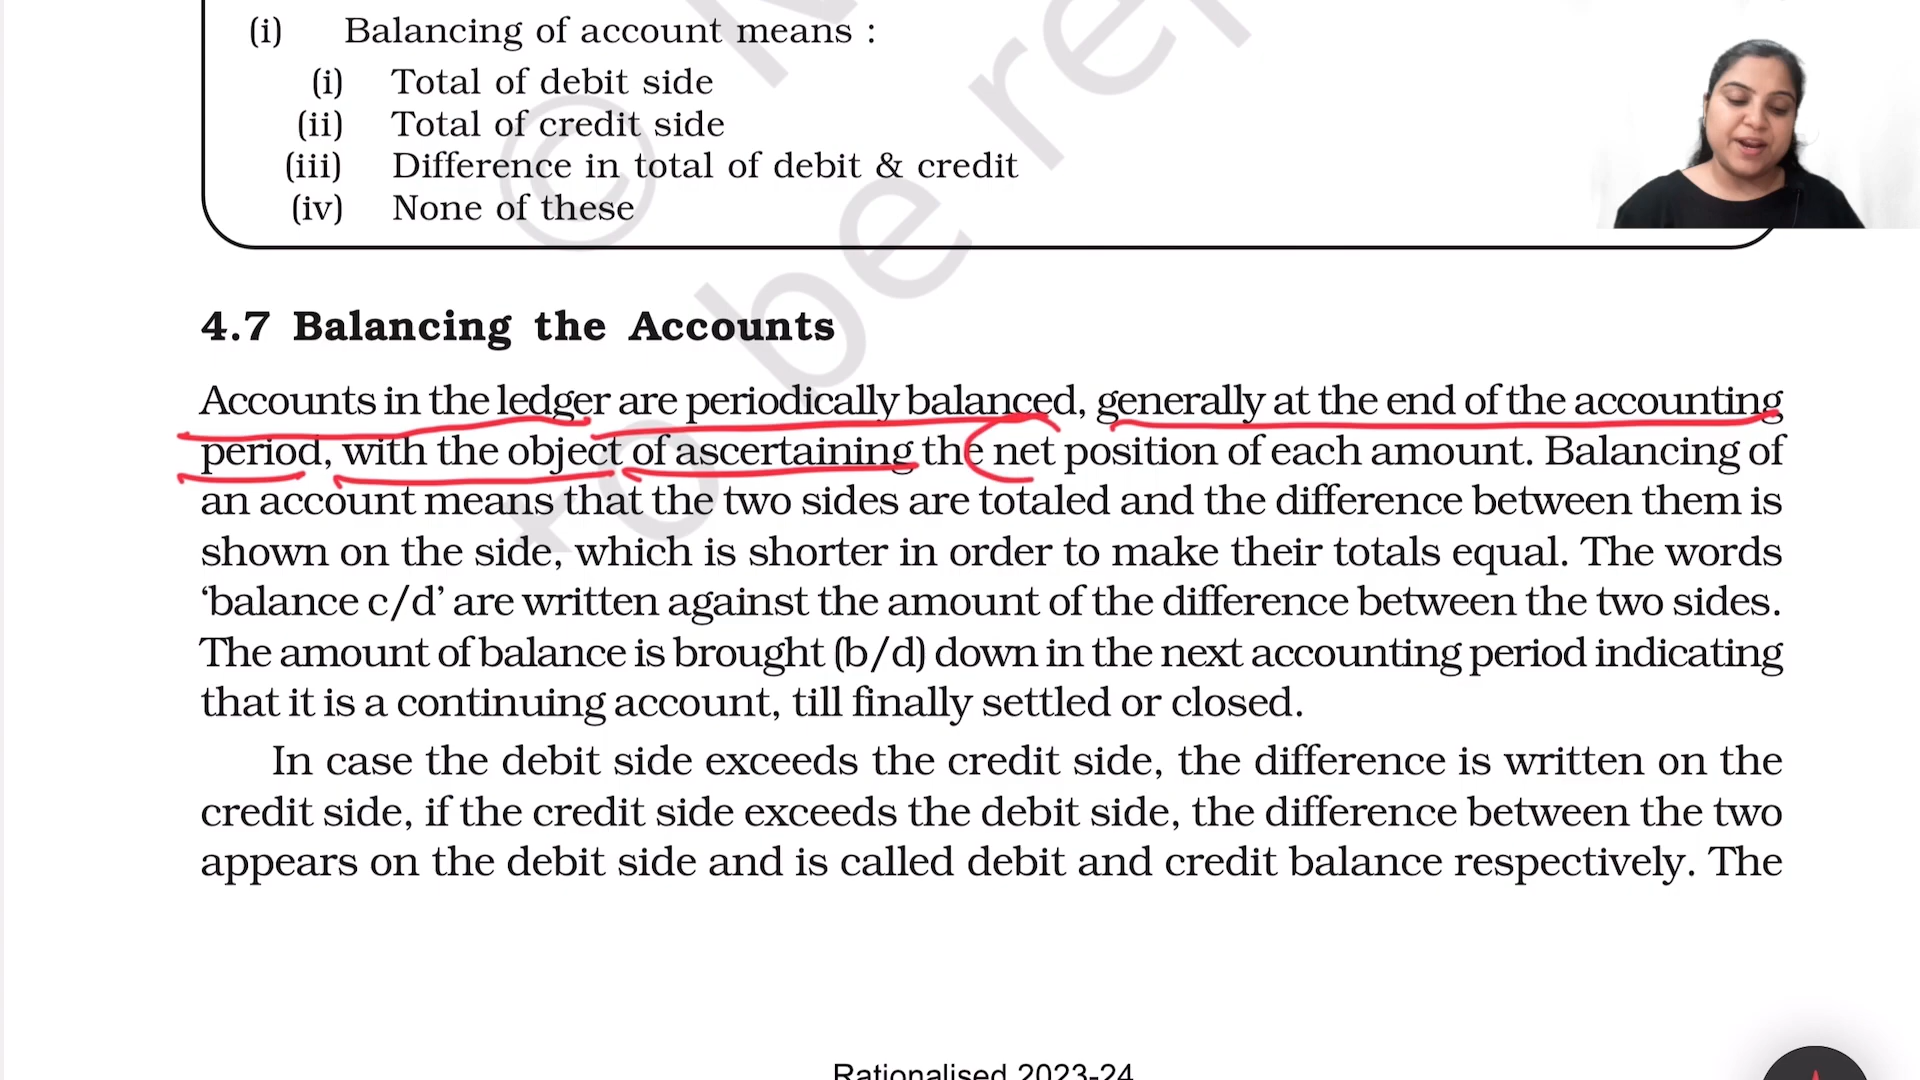 (i) Balancing of account means :
(i) Total of debit side
(ii) Total of credit side
(iii) Difference in total of debit & credit
(iv) None of these
4.7 Balancing the Accounts
Accounts in the ledger are periodically balanced, generally at the end of the accounting
period, with the object of ascertaining the net position of each amount. Balancing of
an account means that the two sides are totaled and the difference between them is
shown on the side, which is shorter in order to make their totals equal. The words
‘balance c/d’ are written against the amount of the difference between the two sides.
The amount of balance is brought (b/d) down in the next accounting period indicating
that it is a continuing account, till finally settled or closed.
In case the debit side exceeds the credit side, the difference is written on the
credit side, if the credit side exceeds the debit side, the difference between the two
appears on the debit side and is called debit and credit balance respectively. The
Rationalised 2023-24
© N
to be re